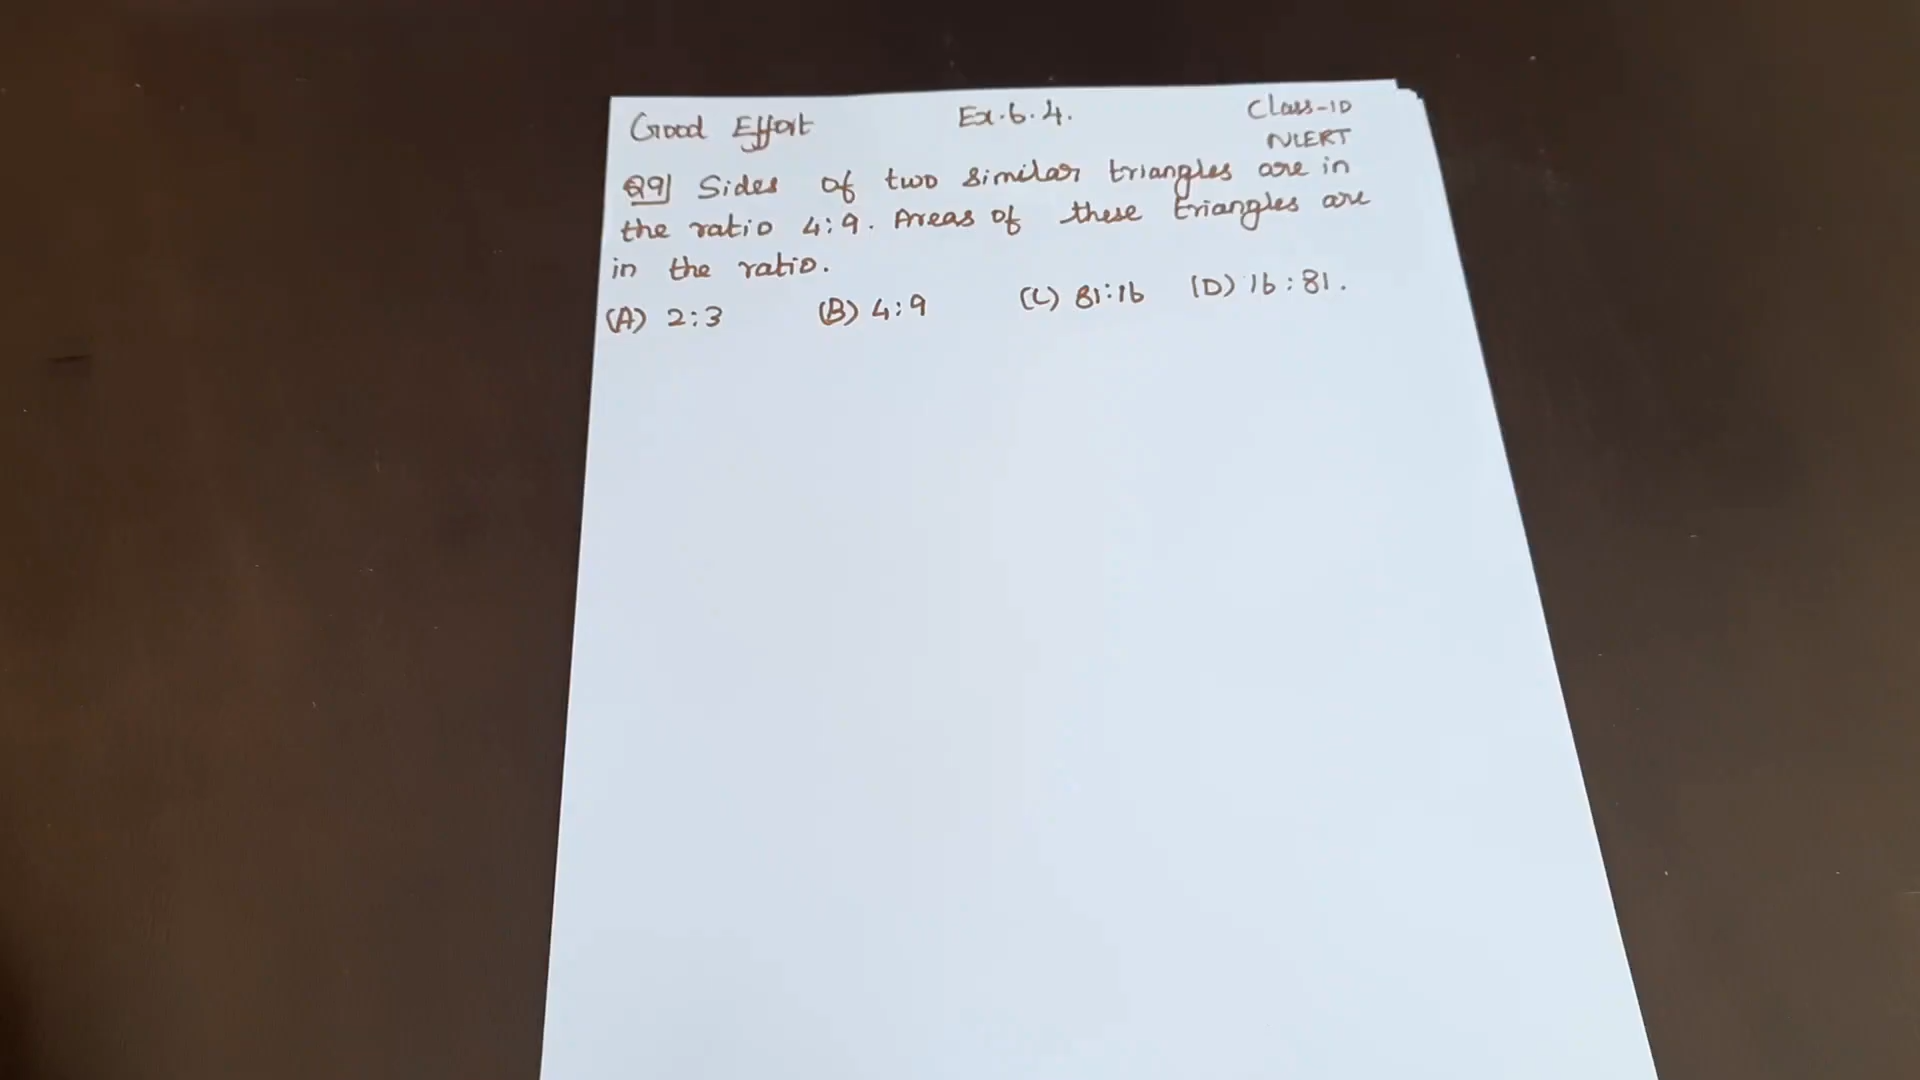 Good Effort Ex.6.4. Class-10
NCERT
Q9] Sides of two similar triangles are in
the ratio 4:9. Areas of these triangles are
in the ratio.
(A) 2:3 (B) 4:9 (C) 81:16 (D) 16:81.